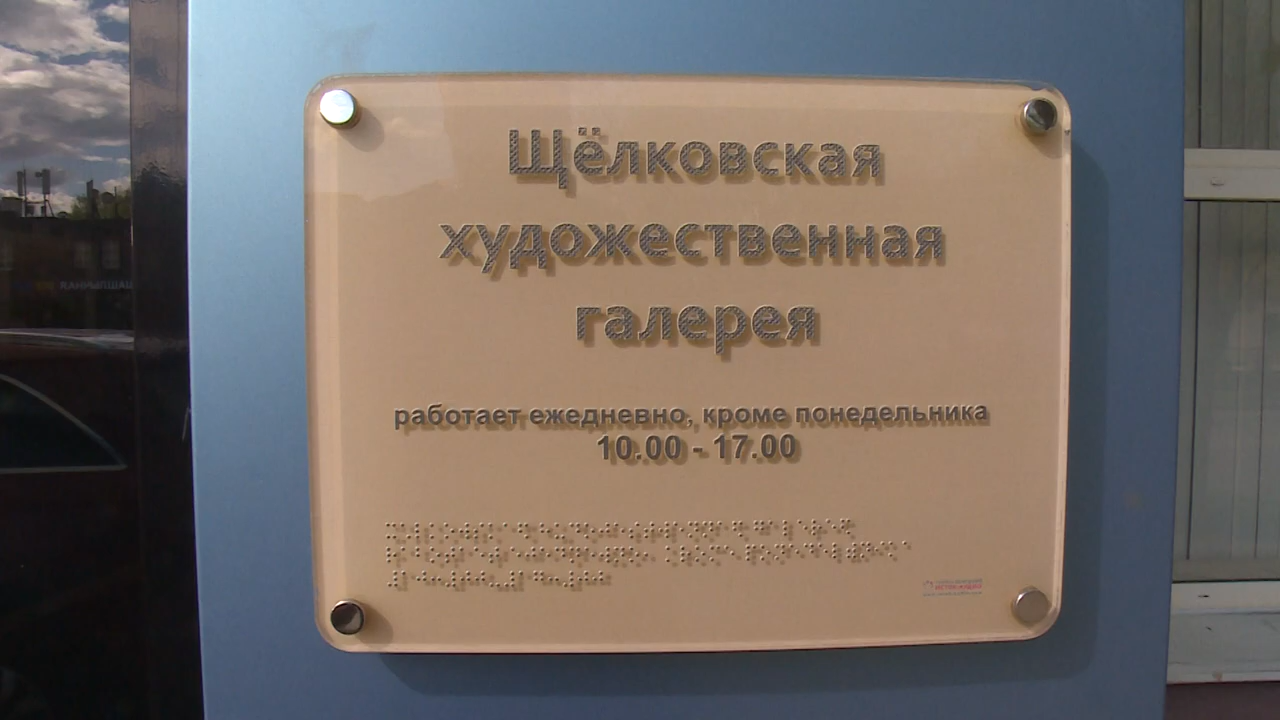 Щёлковская
художественная
галерея
работает ежедневно, кроме понедельника
10.00 - 17.00